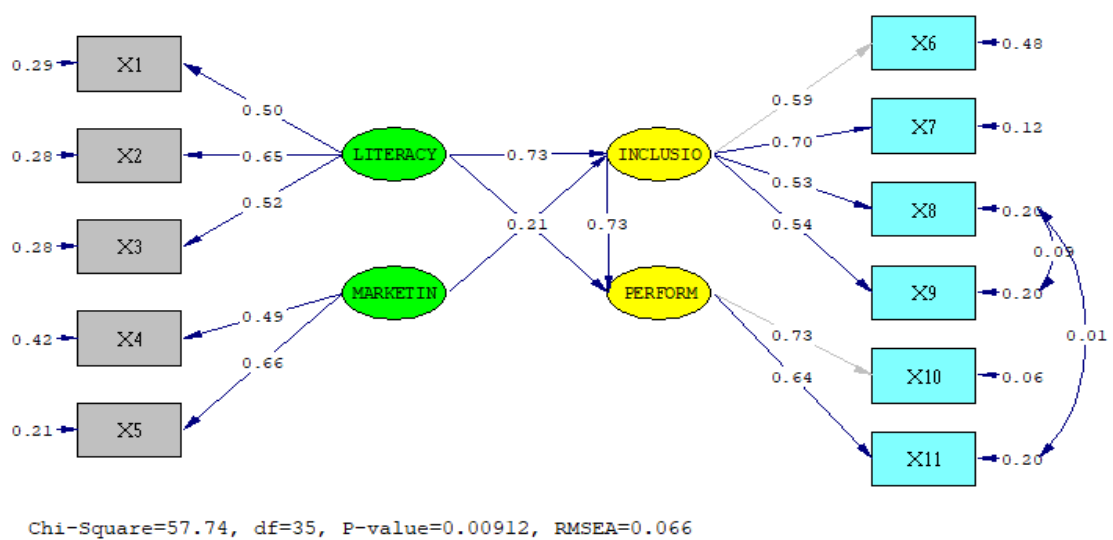 X6
0.48
0.29
X1
0.59
0.50
X7
0.12
0.70
0.28
X2
0.65
LITERACY
0.73
INCLUSIO
0.53
X8
0.20
0.52
0.54
0.21
0.73
0.28
X3
0.09
MARKETIN
PERFORM
X9
0.20
0.49
0.42
X4
0.73
0.01
0.66
0.64
X10
0.06
0.21
X5
X11
0.20
Chi-Square=57.74, df=35, P-value=0.00912, RMSEA=0.066